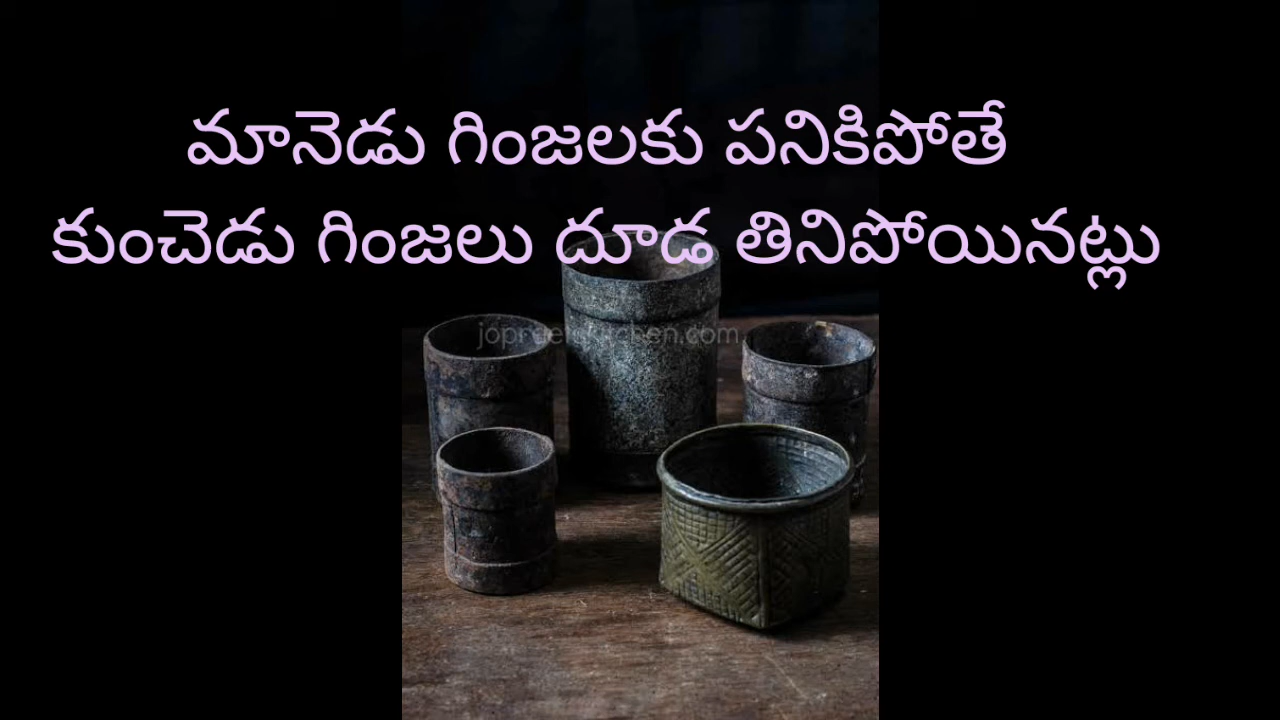 మానెడు గింజలకు పనికిపోతే
కుంచెడు గింజలు దూడ తినిపోయినట్లు